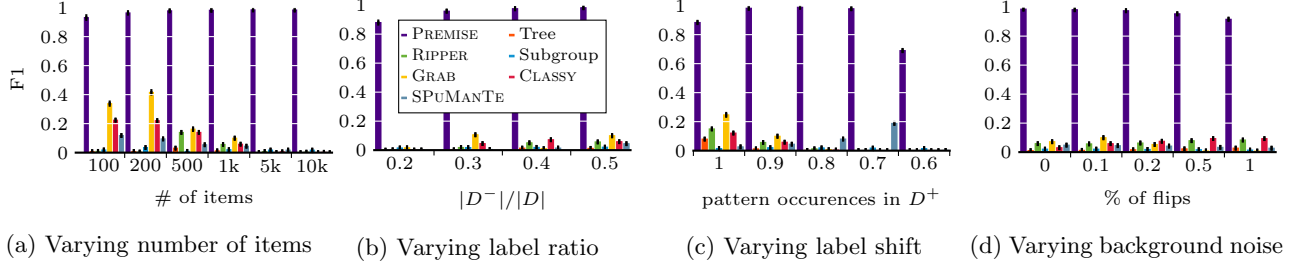 F1
1
0.8
0.6
0.4
0.2
0
100 200 500 1k 5k 10k
# of items
(a) Varying number of items
1
0.8
0.6
0.4
0.2
0
PREMISE
RIPPER
GRAB
SPUMANTE
Tree
Subgroup
CLASSY
0.2 0.3 0.4 0.5
|D⁻|/|D|
(b) Varying label ratio
1
0.8
0.6
0.4
0.2
0
1 0.9 0.8 0.7 0.6
pattern occurences in D⁺
(c) Varying label shift
1
0.8
0.6
0.4
0.2
0
0 0.1 0.2 0.5 1
% of flips
(d) Varying background noise